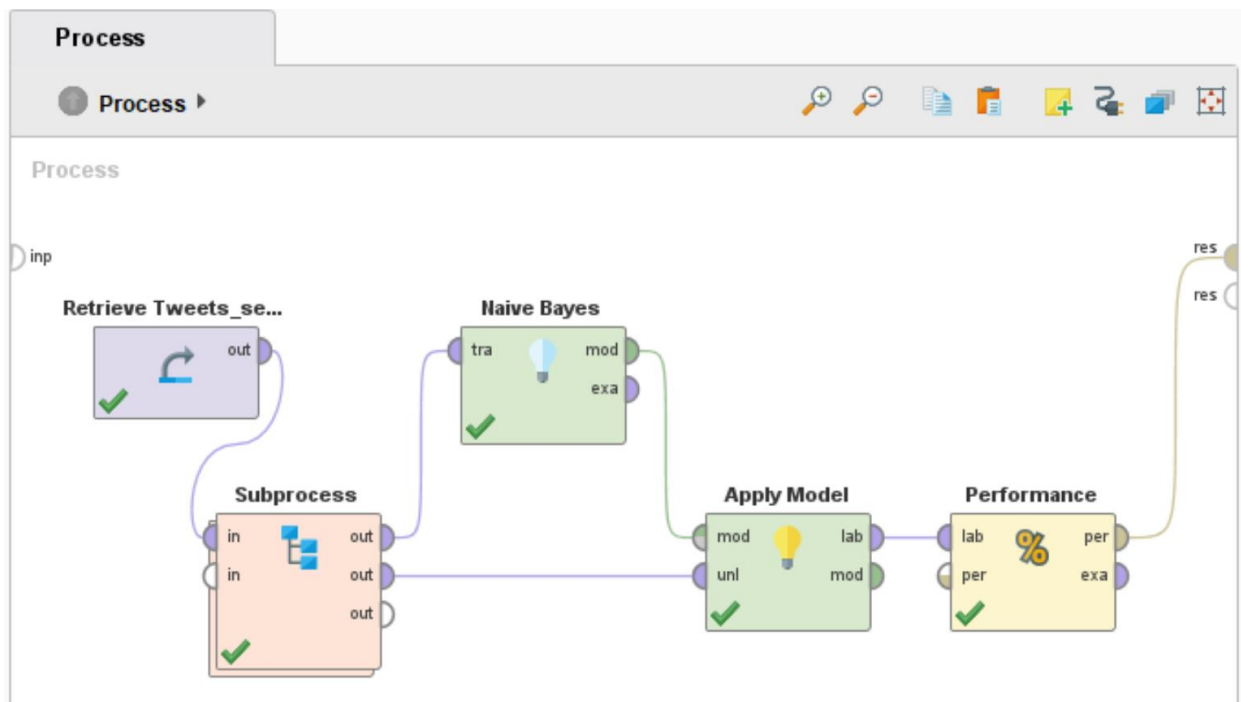 Process
Process
Process
inp
res
res
Retrieve Tweets_se...
out
Naive Bayes
tra
mod
exa
Subprocess
in
out
in
out
out
Apply Model
mod
lab
unl
mod
Performance
%
lab
per
per
exa